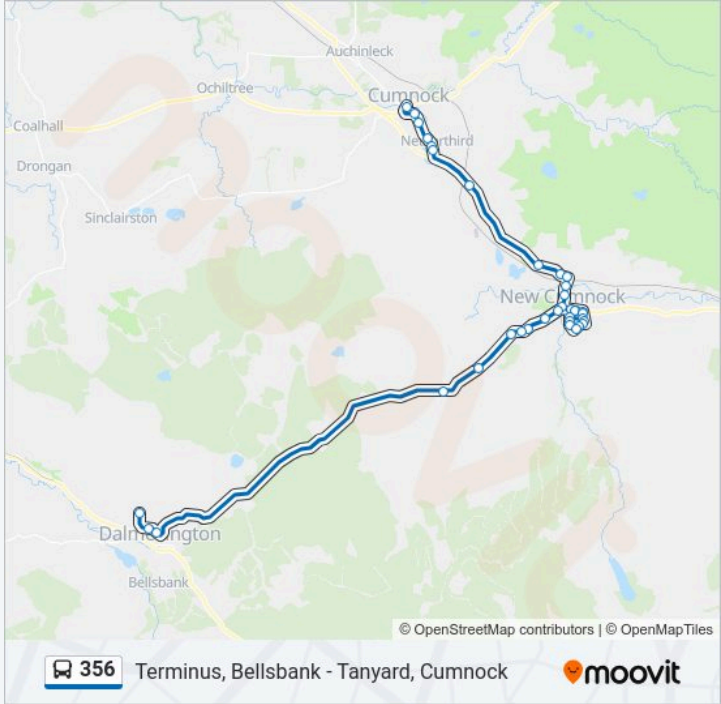 Auchinleck
Ochiltree
Cumnock
Coalhall
Netherthird
Drongan
Sinclairston
New Cumnock
Dalmellington
Bellsbank
© OpenStreetMap contributors | © OpenMapTiles
356 Terminus, Bellsbank - Tanyard, Cumnock
moovit